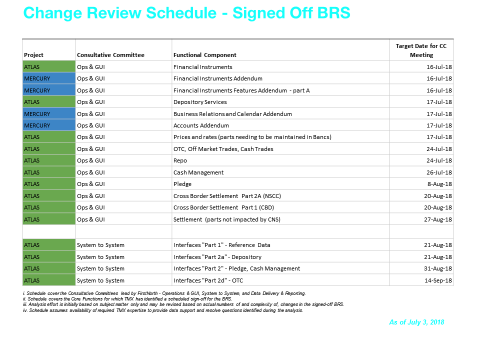 Change Review Schedule - Signed Off BRS
Project Consultative Committee Functional Component Target Date for CC Meeting
ATLAS Ops & GUI Financial Instruments 16-Jul-18
MERCURY Ops & GUI Financial Instruments Addendum 16-Jul-18
MERCURY Ops & GUI Financial Instruments Features Addendum - part A 16-Jul-18
ATLAS Ops & GUI Depository Services 17-Jul-18
MERCURY Ops & GUI Business Relations and Calendar Addendum 17-Jul-18
MERCURY Ops & GUI Accounts Addendum 17-Jul-18
ATLAS Ops & GUI Prices and rates (parts needing to be maintained in Bancs) 17-Jul-18
ATLAS Ops & GUI OTC, Off Market Trades, Cash Trades 24-Jul-18
ATLAS Ops & GUI Repo 24-Jul-18
ATLAS Ops & GUI Cash Management 26-Jul-18
ATLAS Ops & GUI Pledge 8-Aug-18
ATLAS Ops & GUI Cross Border Settlement Part 2A (NSCC) 20-Aug-18
ATLAS Ops & GUI Cross Border Settlement Part 1 (CBD) 20-Aug-18
ATLAS Ops & GUI Settlement (parts not impacted by CNS) 27-Aug-18
ATLAS System to System Interfaces "Part 1" - Reference Data 21-Aug-18
ATLAS System to System Interfaces "Part 2a" - Depository 21-Aug-18
ATLAS System to System Interfaces "Part 2" - Pledge, Cash Management 31-Aug-18
ATLAS System to System Interfaces "Part 2d" - OTC 14-Sep-18
i. Schedule cover the Consultative Committees lead by Finchforth - Operations & GUI, System to System, and Data Delivery & Reporting.
ii. Schedule covers the Core Functions for which TMX has identified a scheduled sign-off for the BRS.
iii. Analysis effort is initially based on subject matter only and may be revised based on actual numbers of and complexity of, changes in the signed-off BRS.
iv. Schedule assumes availability of required TMX expertise to provide data support and resolve questions identified during the analysis.
As of July 3, 2018